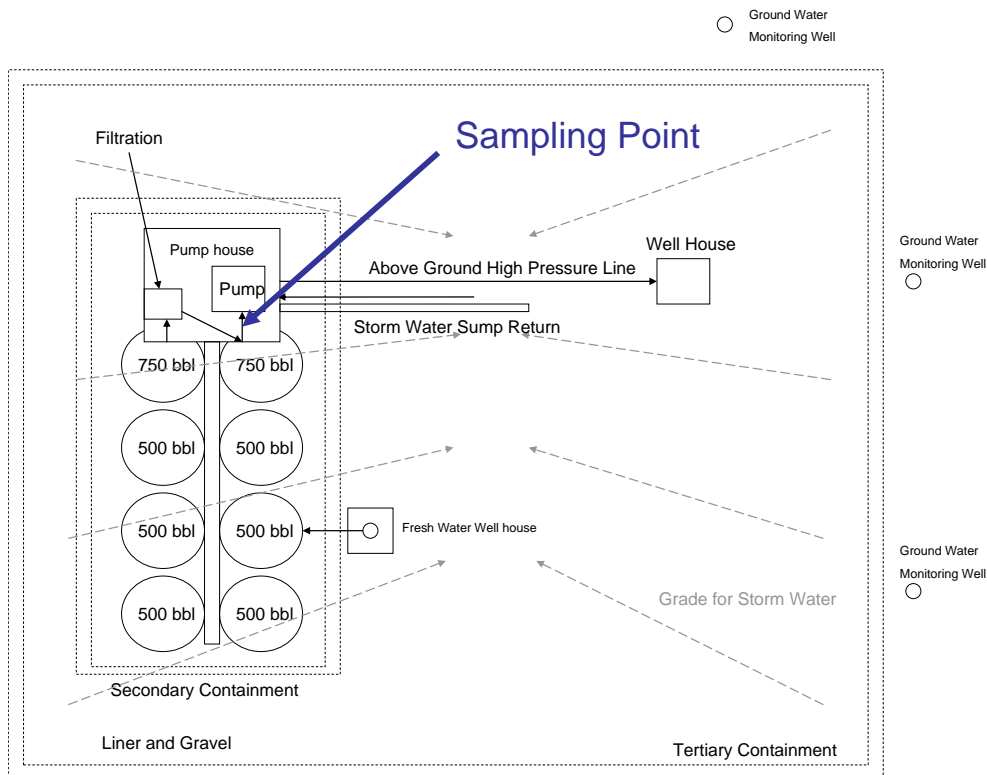 Ground Water
Monitoring Well
Sampling Point
Filtration
Pump house
Well House
Ground Water
Monitoring Well
Above Ground High Pressure Line
Pump
Storm Water Sump Return
750 bbl
750 bbl
500 bbl
500 bbl
500 bbl
500 bbl
Fresh Water Well house
Ground Water
Monitoring Well
500 bbl
500 bbl
Grade for Storm Water
Secondary Containment
Liner and Gravel
Tertiary Containment